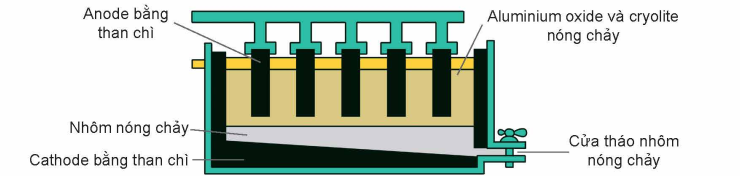 Anode bằng
than chì
Aluminium oxide và cryolite
nóng chảy
Nhôm nóng chảy
Cathode bằng than chì
Cửa tháo nhôm
nóng chảy